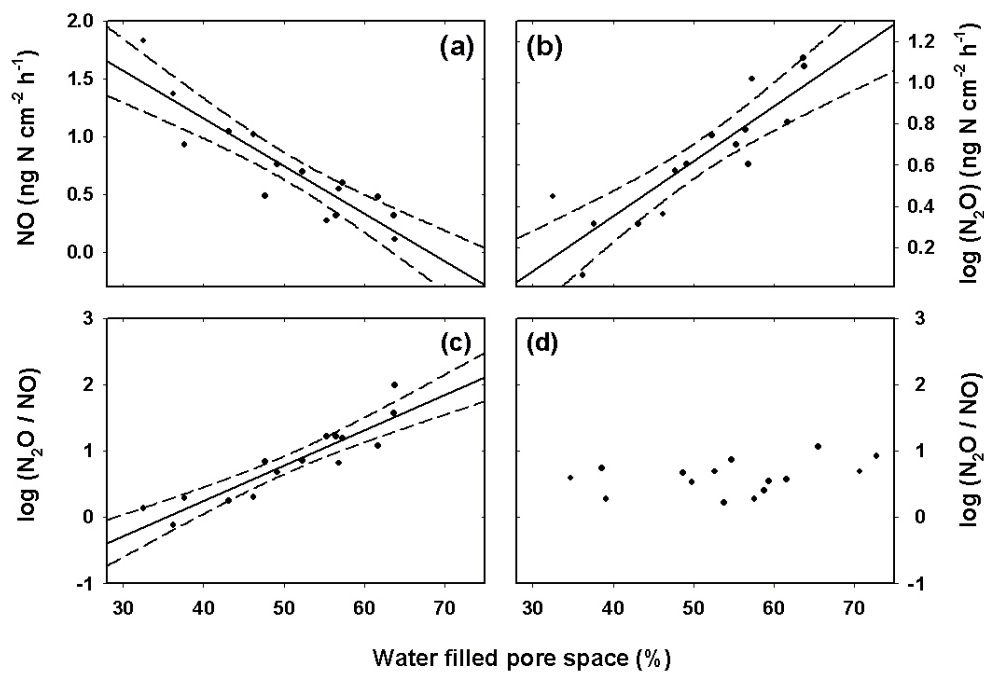 2.0
1.5
1.0
0.5
0.0
NO (ng N cm⁻² h⁻¹)
(a)
(b)
1.2
1.0
0.8
0.6
0.4
0.2
log (N₂O) (ng N cm⁻² h⁻¹)
3
2
1
0
-1
log (N₂O / NO)
(c)
(d)
3
2
1
0
-1
log (N₂O / NO)
30 40 50 60 70 30 40 50 60 70
Water filled pore space (%)